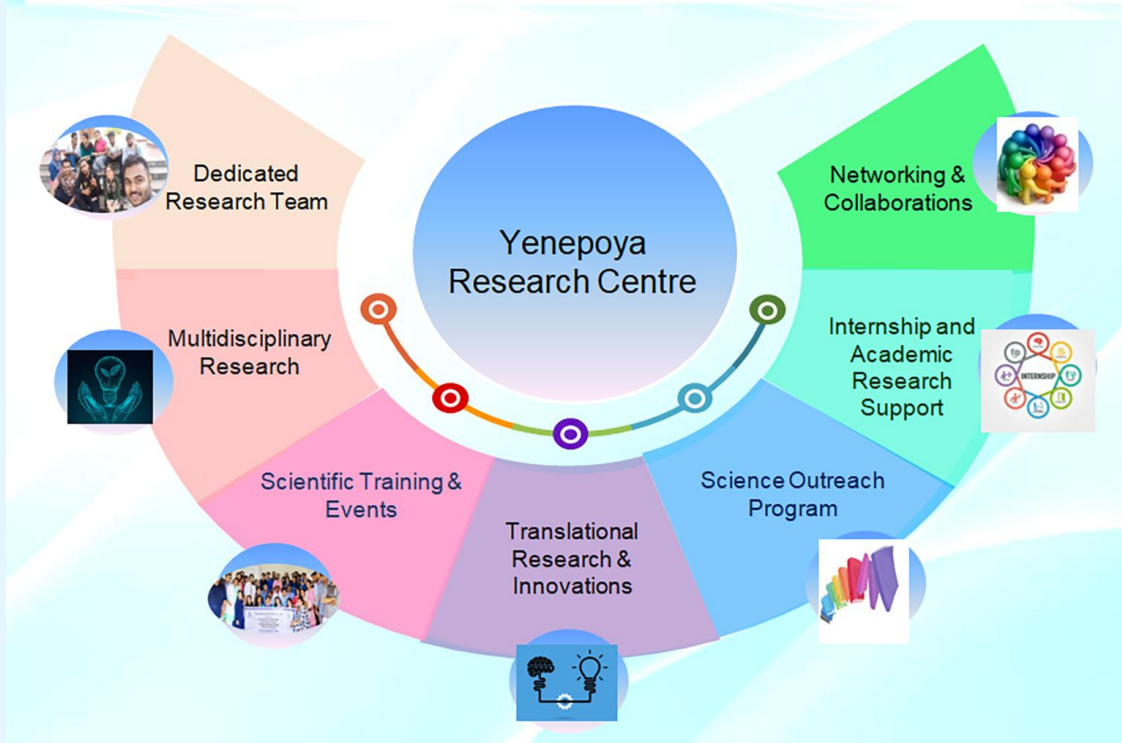 Yenepoya
Research Centre
Dedicated
Research Team
Multidisciplinary
Research
Scientific Training &
Events
Translational
Research &
Innovations
Science Outreach
Program
Internship and
Academic
Research
Support
INTERNSHIP
Networking &
Collaborations